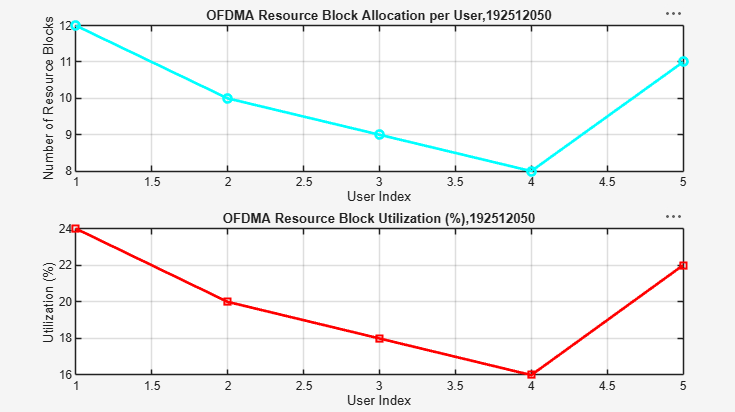 OFDMA Resource Block Allocation per User,192512050
Number of Resource Blocks
12
11
10
9
8
1 1.5 2 2.5 3 3.5 4 4.5 5
User Index
OFDMA Resource Block Utilization (%),192512050
Utilization (%)
24
22
20
18
16
1 1.5 2 2.5 3 3.5 4 4.5 5
User Index